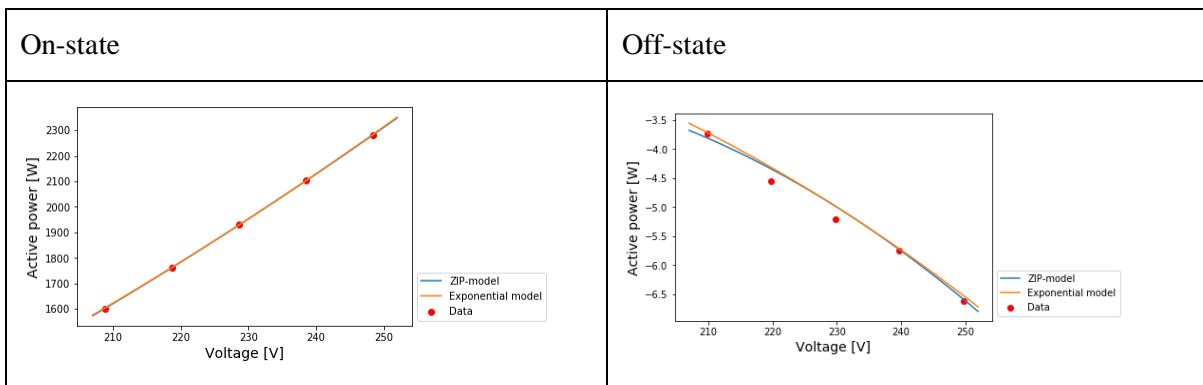 On-state
Off-state
2300
2200
2100
2000
1900
1800
1700
1600
Active power [W]
210 220 230 240 250
Voltage [V]
ZIP-model
Exponential model
Data
−3.5
−4.0
−4.5
−5.0
−5.5
−6.0
−6.5
Active power [W]
210 220 230 240 250
Voltage [V]
ZIP-model
Exponential model
Data